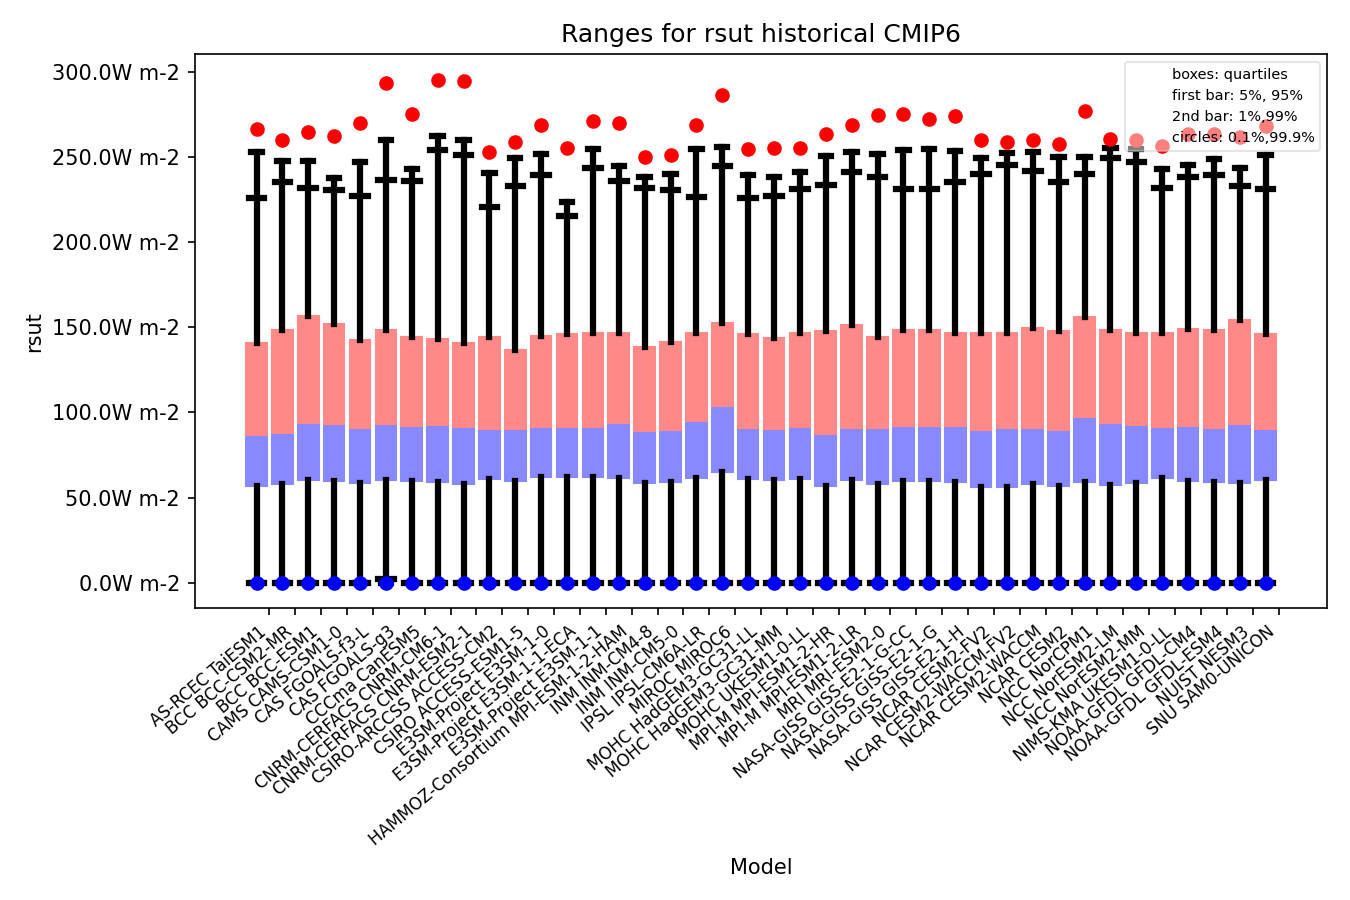 Ranges for rsut historical CMIP6
300.0W m-2
250.0W m-2
200.0W m-2
150.0W m-2
100.0W m-2
50.0W m-2
0.0W m-2
rsut
boxes: quartiles
first bar: 5%, 95%
2nd bar: 1%,99%
circles: 0.1%,99.9%
AS-RCEC TaiESM1
BCC BCC-CSM2-MR
BCC BCC-ESM1
CAMS CAMS-CSM1-0
CAS FGOALS-f3-L
CAS FGOALS-g3
CCCma CanESM5
CNRM-CERFACS CNRM-CM6-1
CNRM-CERFACS CNRM-ESM2-1
CSIRO-ARCCSS ACCESS-CM2
CSIRO ACCESS-ESM1-5
E3SM-Project E3SM-1-0
E3SM-Project E3SM-1-1-ECA
E3SM-Project E3SM-1-1
HAMMOZ-Consortium MPI-ESM-1-2-HAM
INM INM-CM4-8
INM INM-CM5-0
IPSL IPSL-CM6A-LR
MIROC MIROC6
MOHC HadGEM3-GC31-LL
MOHC HadGEM3-GC31-MM
MOHC UKESM1-0-LL
MPI-M MPI-ESM1-2-HR
MPI-M MPI-ESM1-2-LR
MRI MRI-ESM2-0
NASA-GISS GISS-E2-1-G-CC
NASA-GISS GISS-E2-1-G
NASA-GISS GISS-E2-1-H
NCAR CESM2-FV2
NCAR CESM2-WACCM-FV2
NCAR CESM2-WACCM
NCAR CESM2
NCC NorCPM1
NCC NorESM2-LM
NCC NorESM2-MM
NIMS-KMA UKESM1-0-LL
NOAA-GFDL GFDL-CM4
NOAA-GFDL GFDL-ESM4
NUIST NESM3
SNU SAM0-UNICON
Model